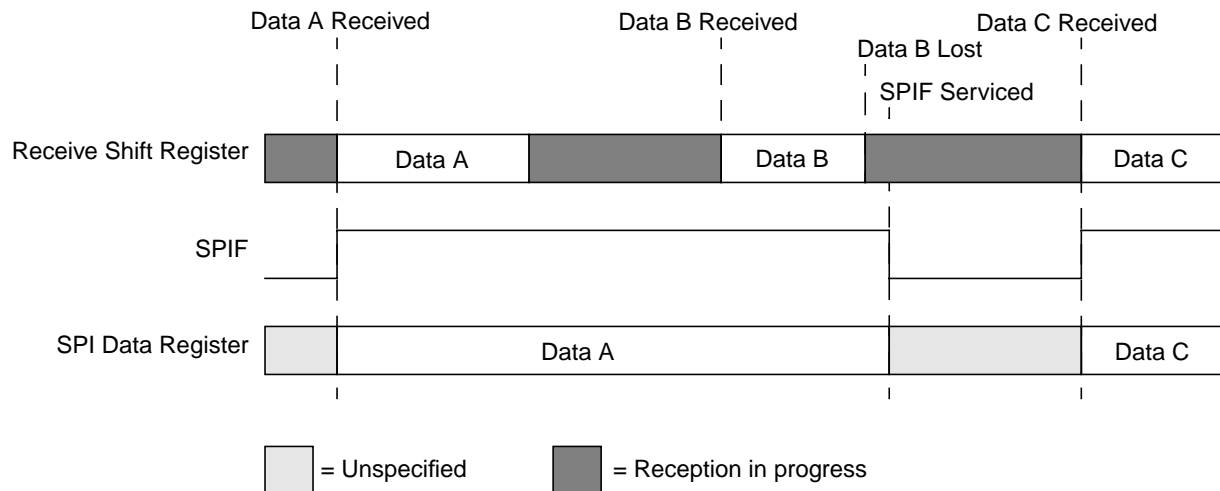 Data A Received
Data B Received
Data C Received
Data B Lost
SPIF Serviced
Receive Shift Register
Data A
Data B
Data C
SPIF
SPI Data Register
Data A
Data C
= Unspecified
= Reception in progress